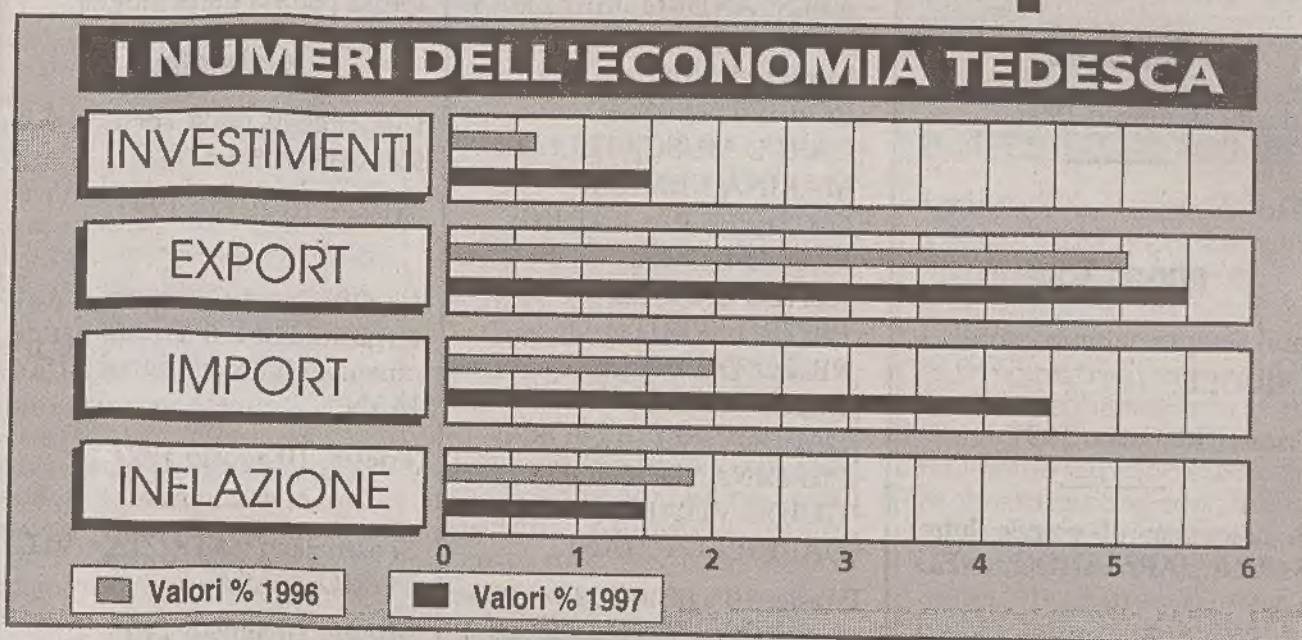 I NUMERI DELL'ECONOMIA TEDESCA
INVESTIMENTI
EXPORT
IMPORT
INFLAZIONE
0 1 2 3 4 5 6
Valori % 1996 Valori % 1997